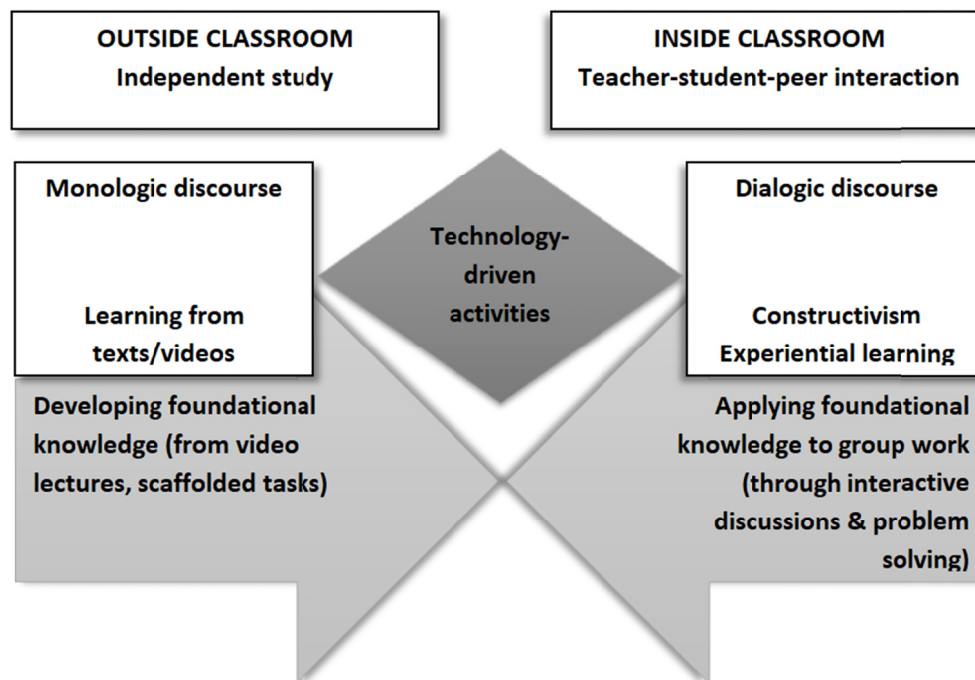 OUTSIDE CLASSROOM
Independent study
INSIDE CLASSROOM
Teacher-student-peer interaction
Monologic discourse
Learning from
texts/videos
Technology-
driven
activities
Dialogic discourse
Constructivism
Experiential learning
Developing foundational
knowledge (from video
lectures, scaffolded tasks)
Applying foundational
knowledge to group work
(through interactive
discussions & problem
solving)